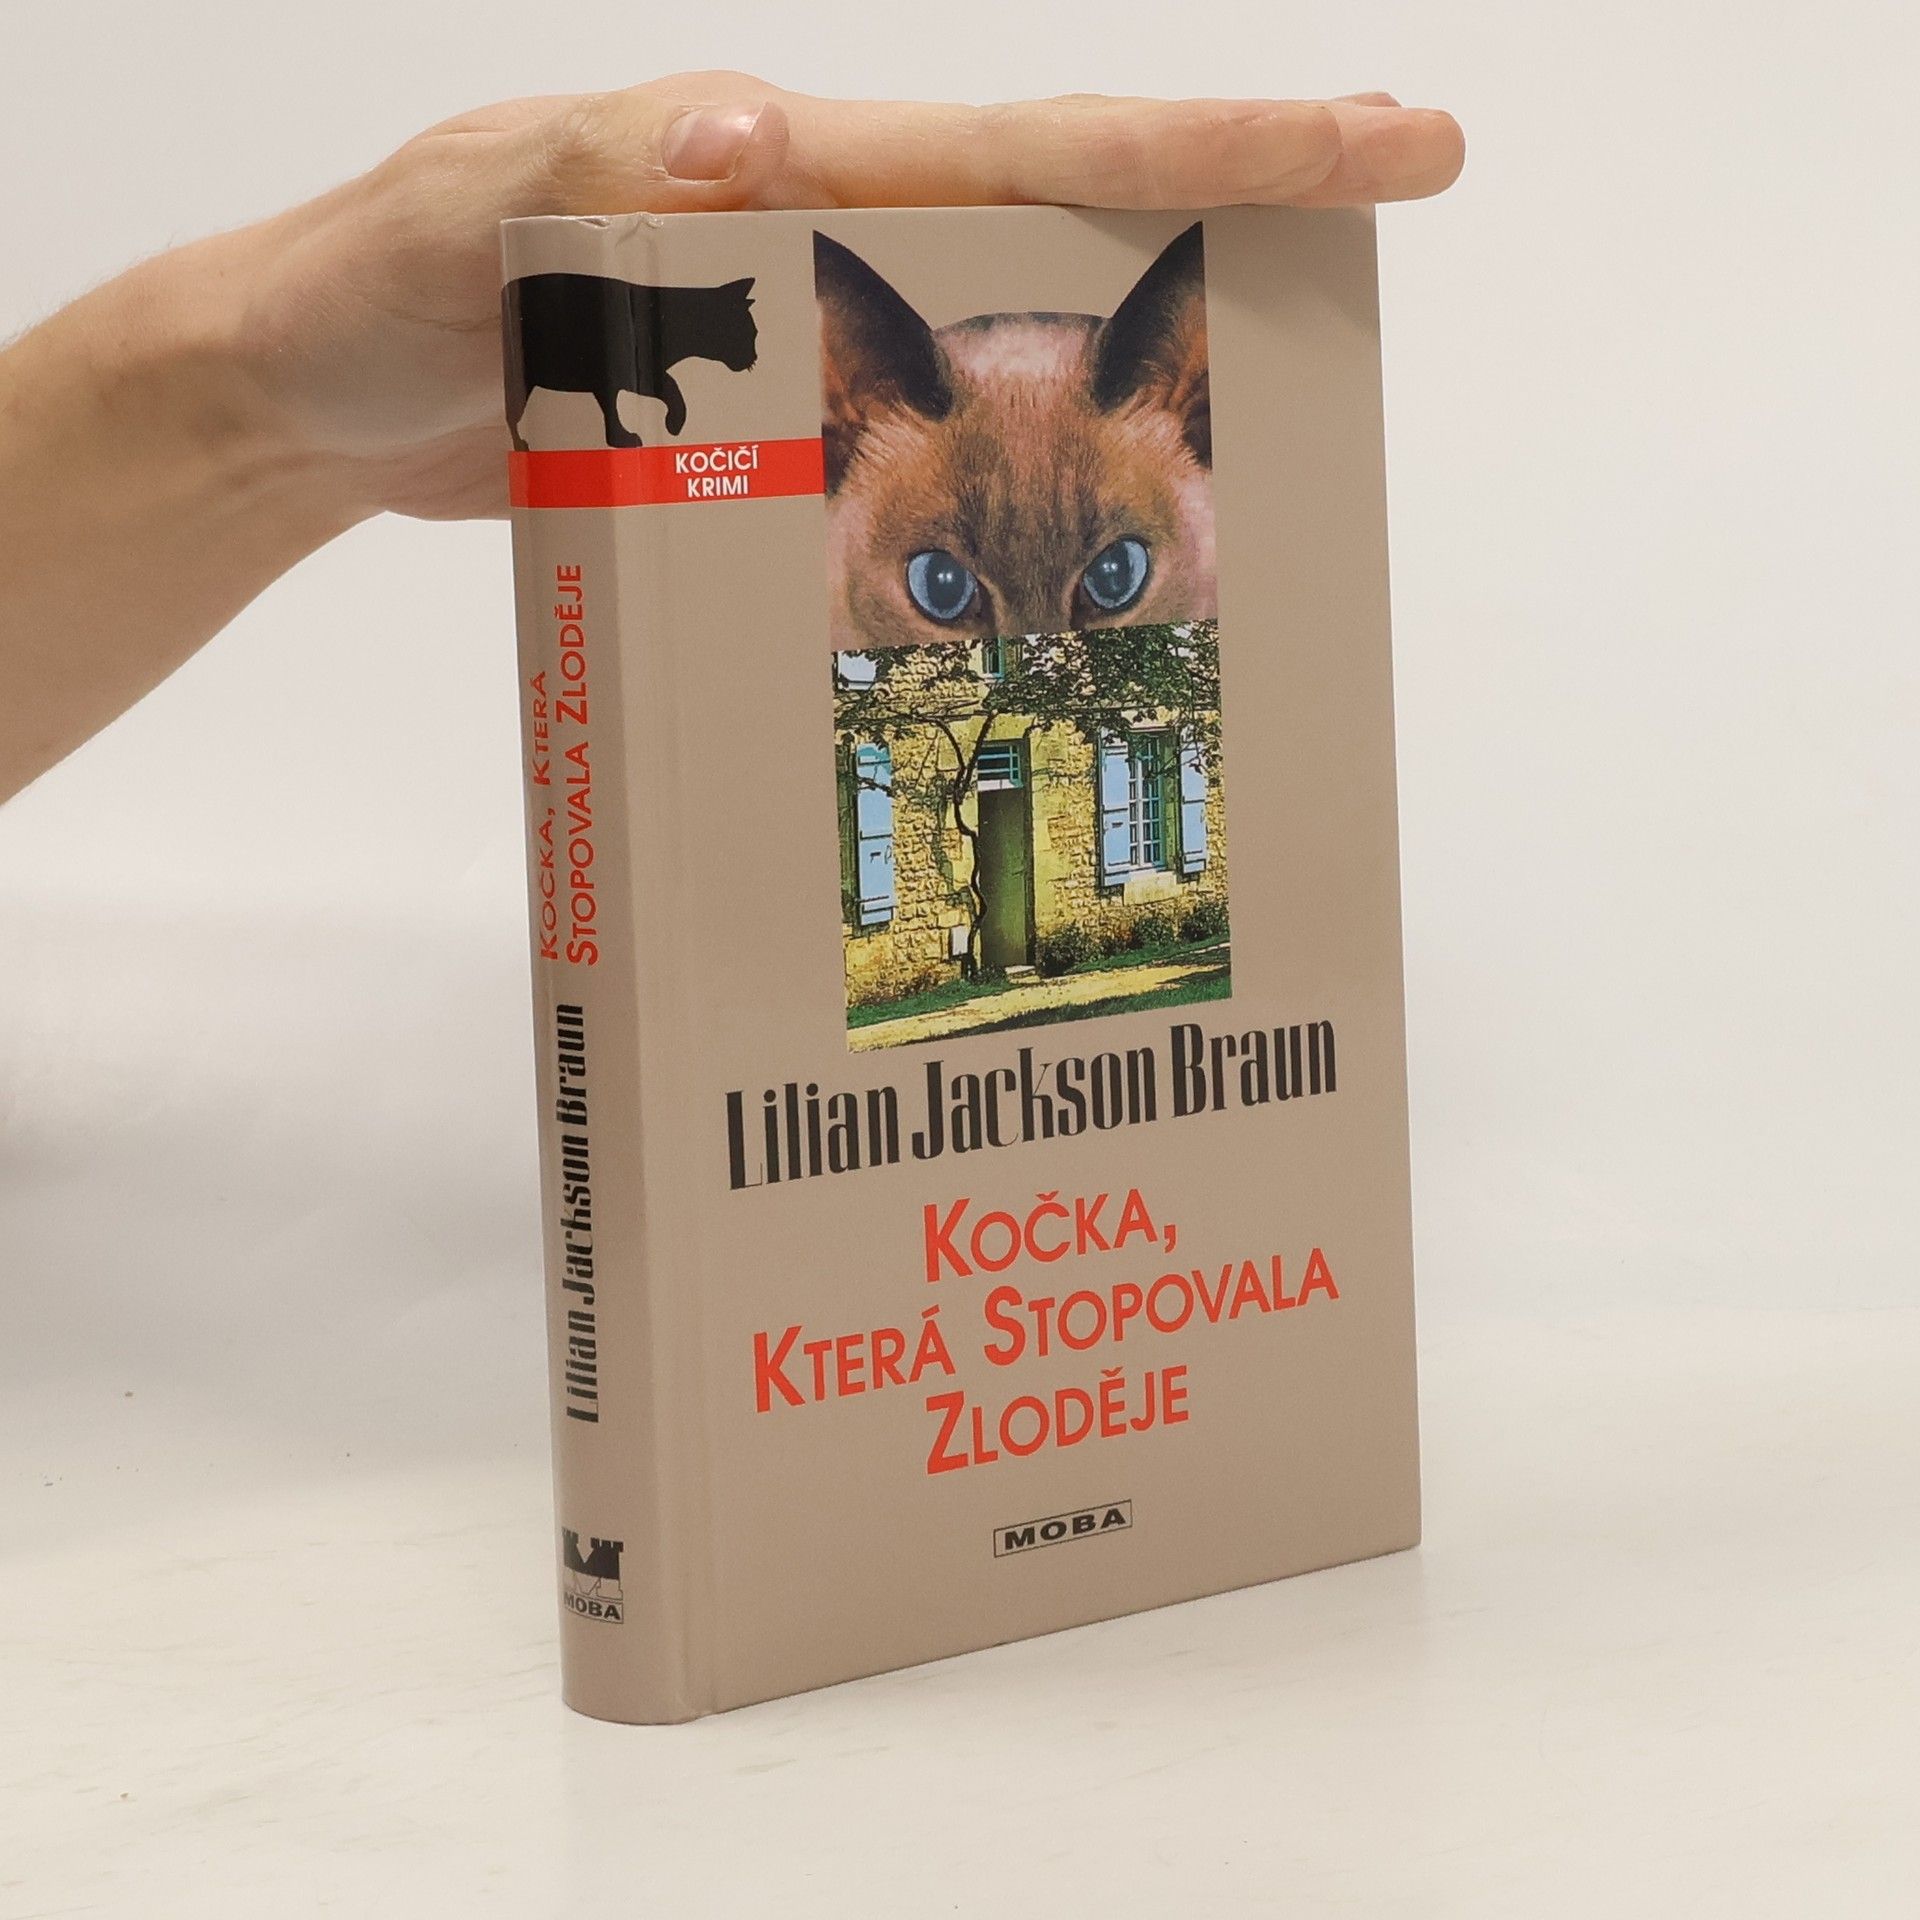 KOČIČÍ
KRIMI
KOČKA, KTERÁ
STOPOVALA ZLODĚJE
Lilian Jackson Braun
MOBA
Lilian Jackson Braun
KOČKA,
KTERÁ STOPOVALA
ZLODĚJE
MOBA